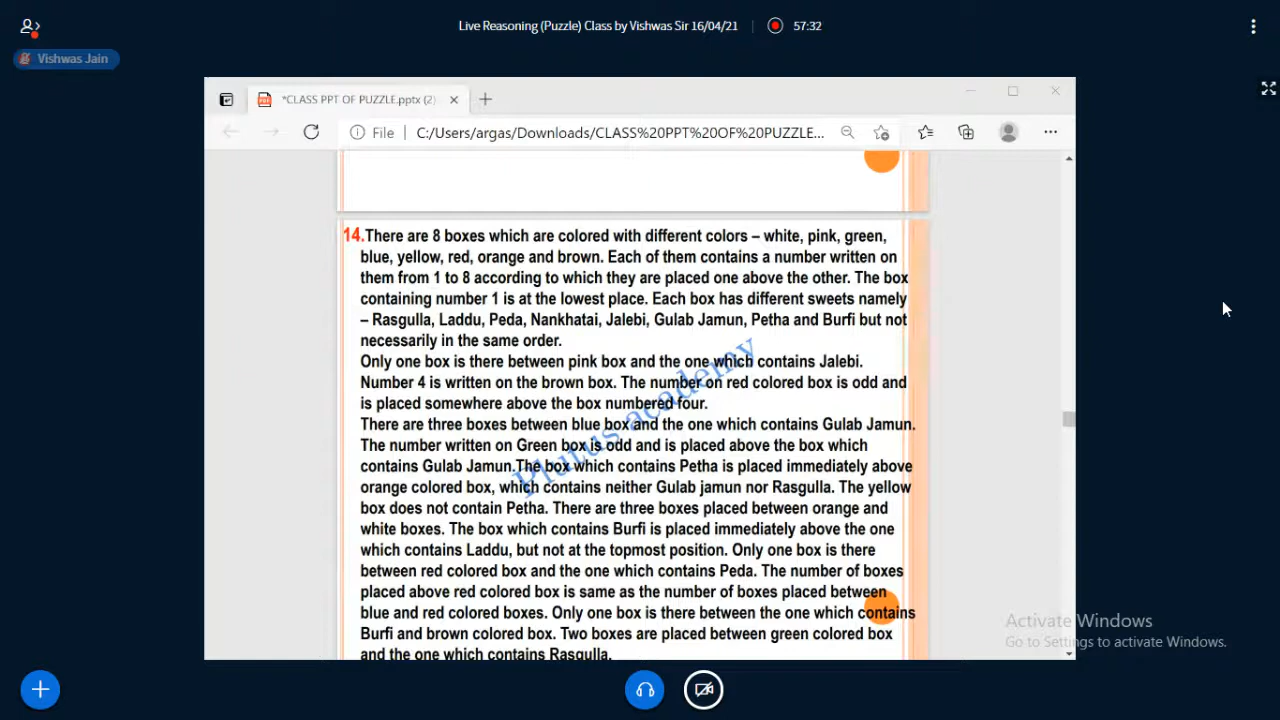 Live Reasoning (Puzzle) Class by Vishwas Sir 16/04/21
57:32
Vishwas Jain
*CLASS PPT OF PUZZLE.pptx (2)
File
C:/Users/argas/Downloads/CLASS%20PPT%20OF%20PUZZLE...
14.There are 8 boxes which are colored with different colors – white, pink, green,
blue, yellow, red, orange and brown. Each of them contains a number written on
them from 1 to 8 according to which they are placed one above the other. The box
containing number 1 is at the lowest place. Each box has different sweets namely
– Rasgulla, Laddu, Peda, Nankhatai, Jalebi, Gulab Jamun, Petha and Burfi but not
necessarily in the same order.
Only one box is there between pink box and the one which contains Jalebi.
Number 4 is written on the brown box. The number on red colored box is odd and
is placed somewhere above the box numbered four.
There are three boxes between blue box and the one which contains Gulab Jamun.
The number written on Green box is odd and is placed above the box which
contains Gulab Jamun.The box which contains Petha is placed immediately above
orange colored box, which contains neither Gulab jamun nor Rasgulla. The yellow
box does not contain Petha. There are three boxes placed between orange and
white boxes. The box which contains Burfi is placed immediately above the one
which contains Laddu, but not at the topmost position. Only one box is there
between red colored box and the one which contains Peda. The number of boxes
placed above red colored box is same as the number of boxes placed between
blue and red colored boxes. Only one box is there between the one which contains
Burfi and brown colored box. Two boxes are placed between green colored box
and the one which contains Rasgulla.
Plutus academy
Activate Windows
Go to Settings to activate Windows.